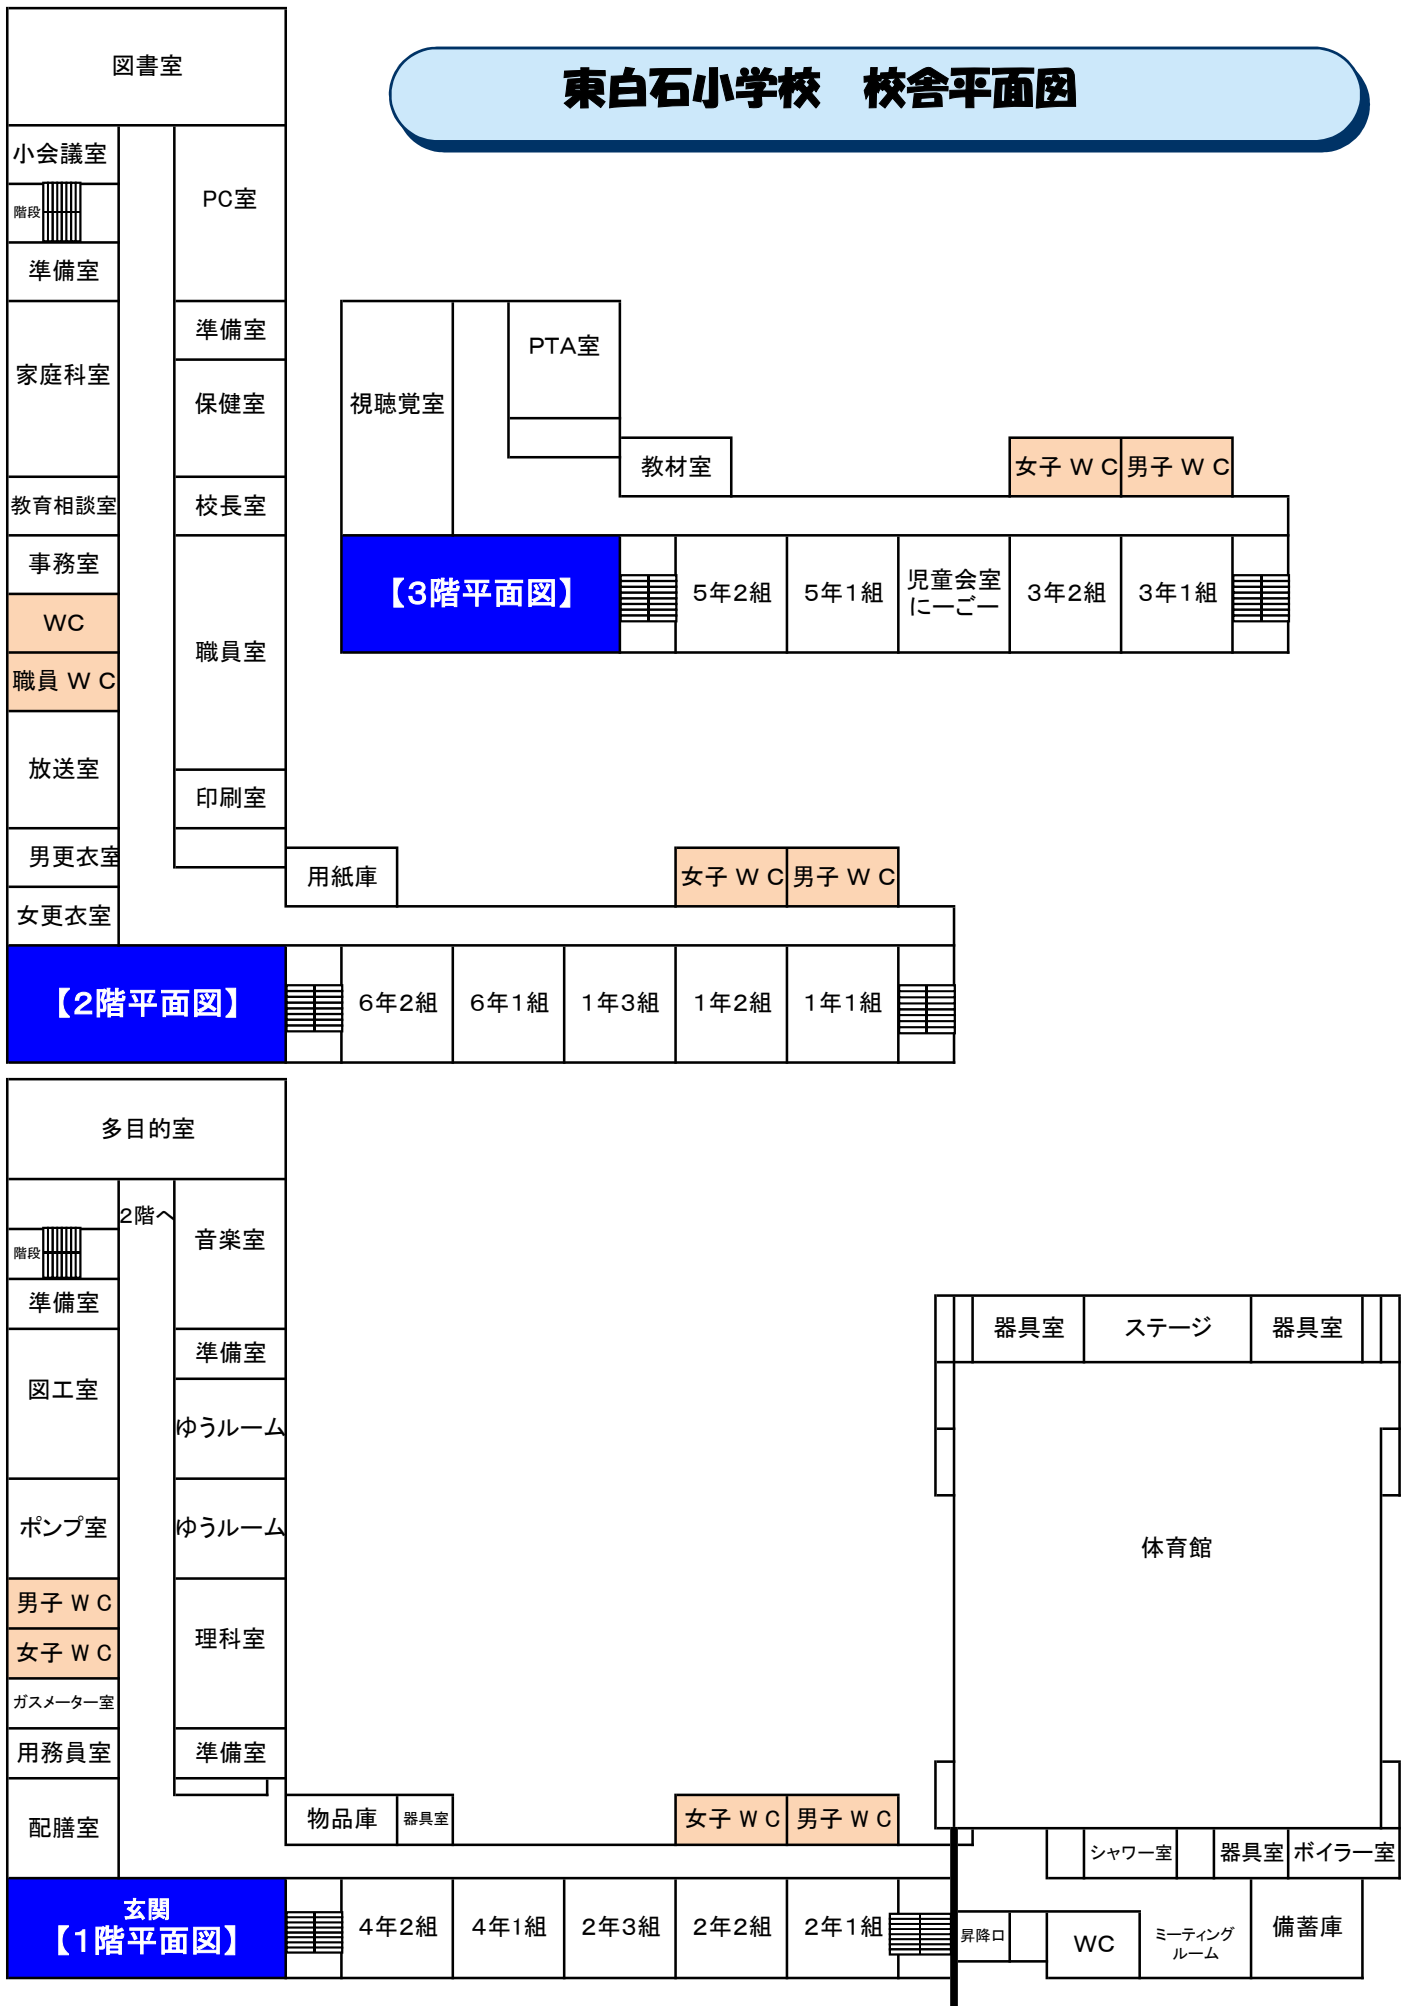 東白石小学校　校舎平面図
図書室
小会議室
階段
準備室
家庭科室
教育相談室
事務室
WC
職員 W C
放送室
男更衣室
女更衣室
PC室
準備室
保健室
校長室
職員室
印刷室
用紙庫
女子 W C
男子 W C
【2階平面図】
6年2組
6年1組
1年3組
1年2組
1年1組
視聴覚室
PTA室
教材室
女子 W C
男子 W C
【3階平面図】
5年2組
5年1組
児童会室
にーごー
3年2組
3年1組
多目的室
2階へ
階段
準備室
図工室
ポンプ室
男子 W C
女子 W C
ガスメーター室
用務員室
配膳室
音楽室
準備室
ゆうルーム
ゆうルーム
理科室
準備室
物品庫
器具室
女子 W C
男子 W C
玄関
【1階平面図】
4年2組
4年1組
2年3組
2年2組
2年1組
器具室
ステージ
器具室
体育館
シャワー室
器具室
ボイラー室
昇降口
WC
ミーティング
ルーム
備蓄庫